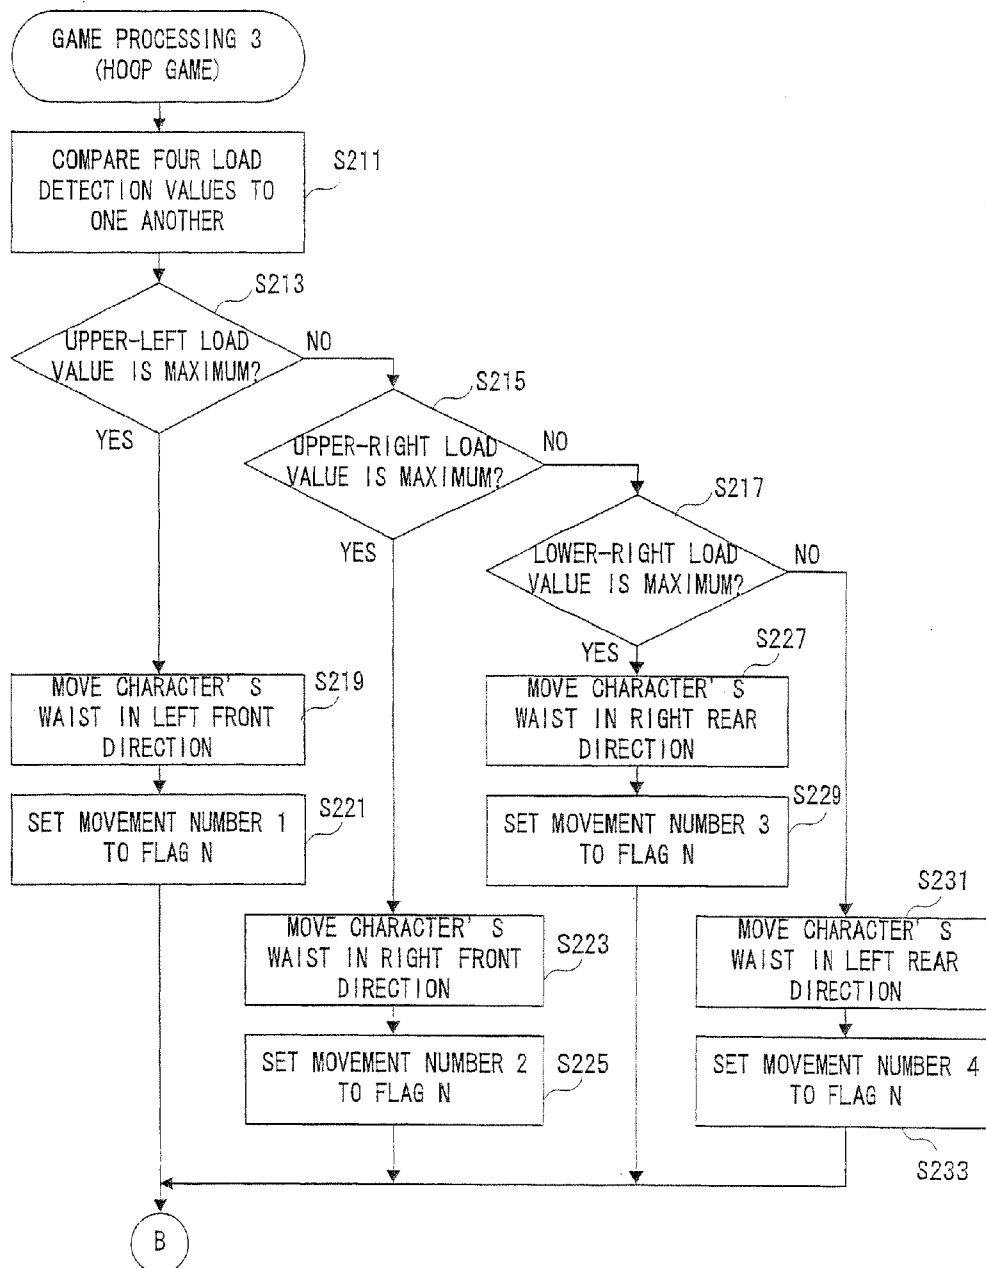 GAME PROCESSING 3
(HOOP GAME)
COMPARE FOUR LOAD
DETECTION VALUES TO
ONE ANOTHER
S211
S213
UPPER-LEFT LOAD
VALUE IS MAXIMUM?
NO
YES
S215
UPPER-RIGHT LOAD
VALUE IS MAXIMUM?
NO
YES
S217
LOWER-RIGHT LOAD
VALUE IS MAXIMUM?
NO
YES
S219
MOVE CHARACTER' S
WAIST IN LEFT FRONT
DIRECTION
S227
MOVE CHARACTER' S
WAIST IN RIGHT REAR
DIRECTION
S221
SET MOVEMENT NUMBER 1
TO FLAG N
S229
SET MOVEMENT NUMBER 3
TO FLAG N
MOVE CHARACTER' S
WAIST IN RIGHT FRONT
DIRECTION
S223
S231
MOVE CHARACTER' S
WAIST IN LEFT REAR
DIRECTION
SET MOVEMENT NUMBER 2
TO FLAG N
S225
SET MOVEMENT NUMBER 4
TO FLAG N
S233
B